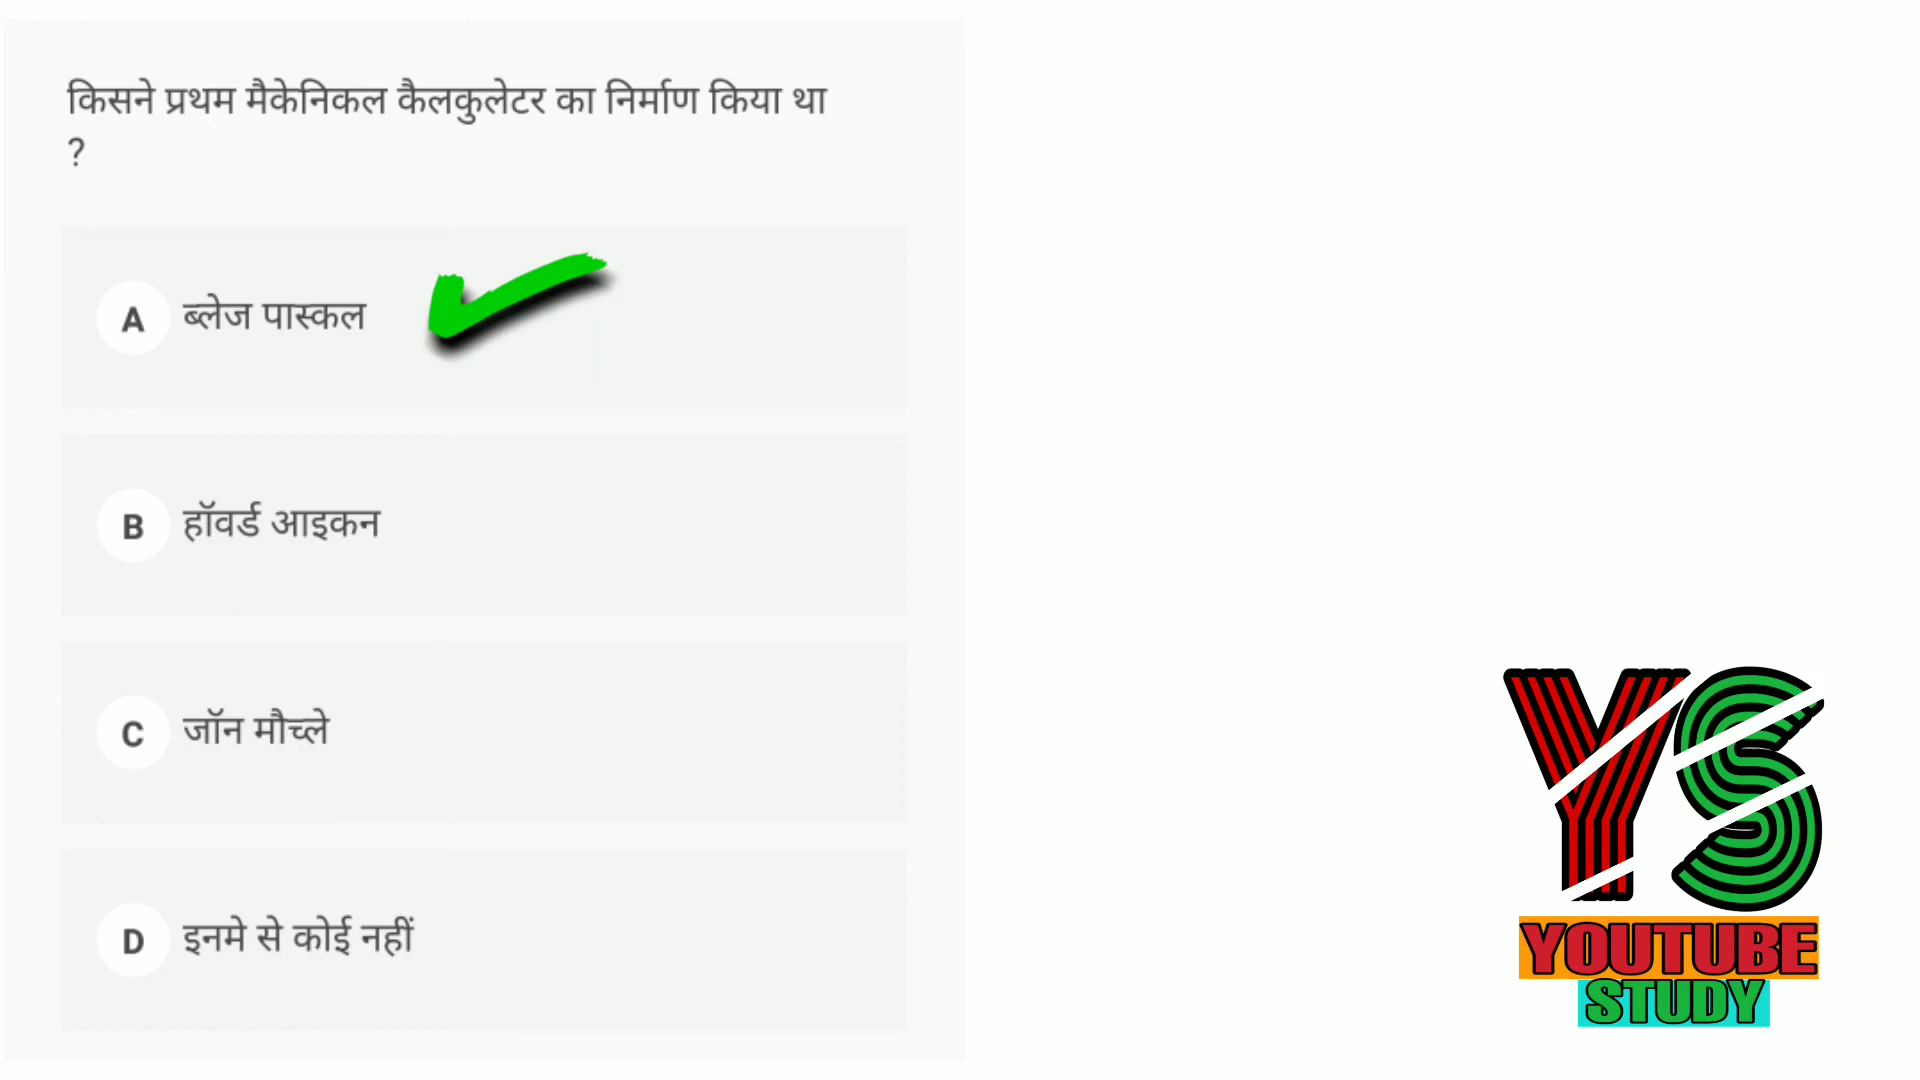 किसने प्रथम मैकेनिकल कैलकुलेटर का निर्माण किया था
?
A ब्लेज पास्कल
B हॉवर्ड आइकन
C जॉन मौच्ले
D इनमे से कोई नहीं
YS
YOUTUBE
STUDY